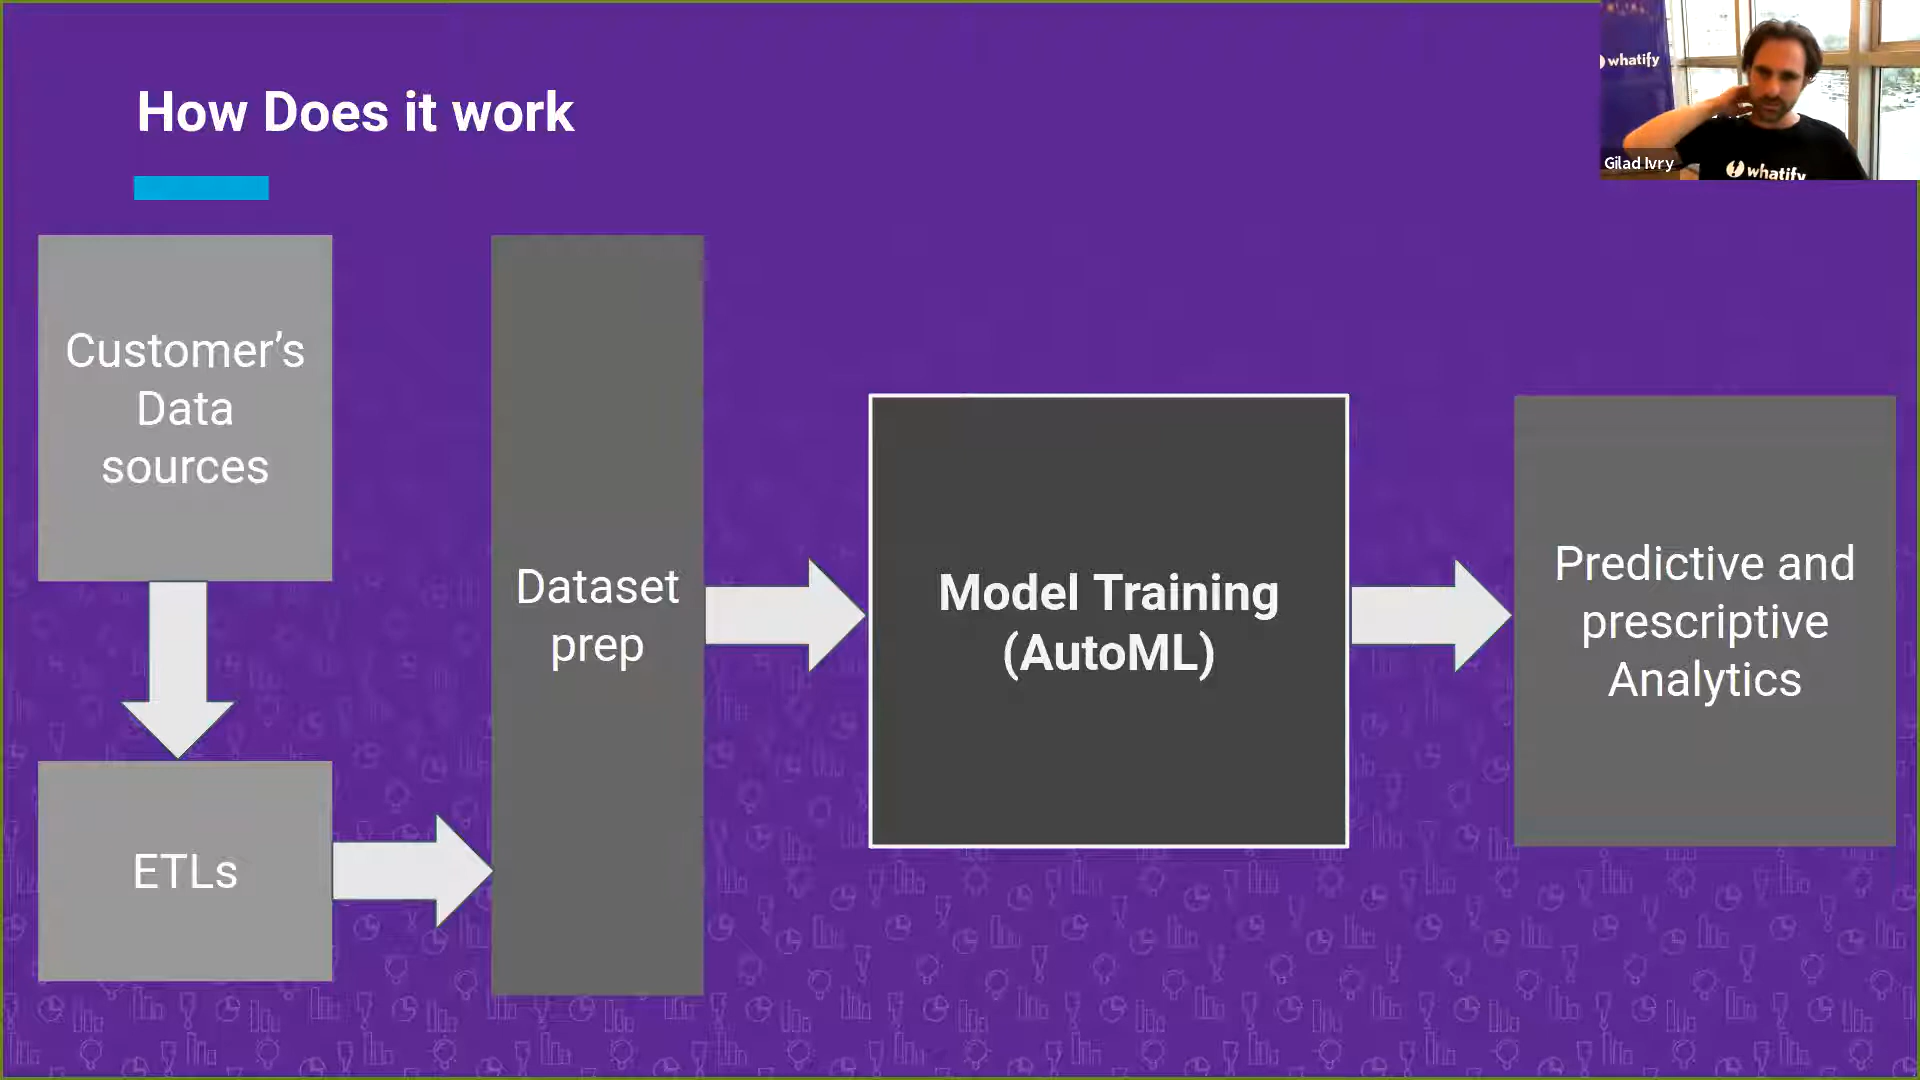 How Does it work
whatify
Gilad Ivry
whatify
Customer’s
Data
sources
ETLs
Dataset
prep
Model Training
(AutoML)
Predictive and
prescriptive
Analytics